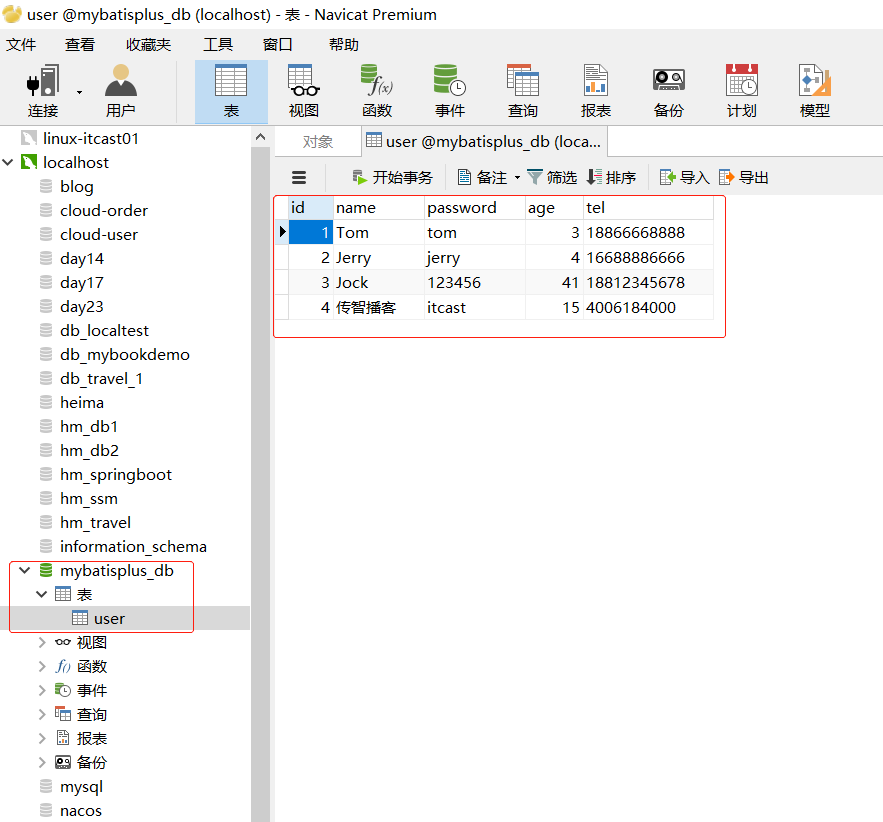 user @mybatisplus_db (localhost) - 表 - Navicat Premium
文件 查看 收藏夹 工具 窗口 帮助
连接 用户 表 视图 函数 事件 查询 报表 备份 计划 模型
linux-itcast01
localhost
blog
cloud-order
cloud-user
day14
day17
day23
db_localtest
db_mybookdemo
db_travel_1
heima
hm_db1
hm_db2
hm_springboot
hm_ssm
hm_travel
information_schema
mybatisplus_db
表
user
视图
函数
事件
查询
报表
备份
mysql
nacos
对象 user @mybatisplus_db (loca...
开始事务 备注 筛选 排序 导入 导出
id name password age tel
1 Tom tom 3 18866668888
2 Jerry jerry 4 16688886666
3 Jock 123456 41 18812345678
4 传智播客 itcast 15 4006184000